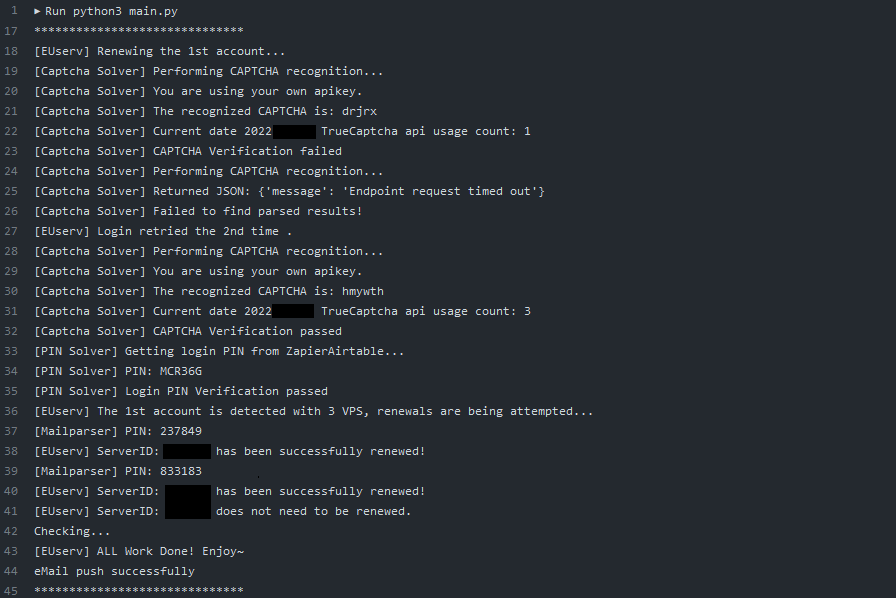 1 ▸ Run python3 main.py
17 ******************************
18 [EUserv] Renewing the 1st account...
19 [Captcha Solver] Performing CAPTCHA recognition...
20 [Captcha Solver] You are using your own apikey.
21 [Captcha Solver] The recognized CAPTCHA is: drjrx
22 [Captcha Solver] Current date 2022 TrueCaptcha api usage count: 1
23 [Captcha Solver] CAPTCHA Verification failed
24 [Captcha Solver] Performing CAPTCHA recognition...
25 [Captcha Solver] Returned JSON: {'message': 'Endpoint request timed out'}
26 [Captcha Solver] Failed to find parsed results!
27 [EUserv] Login retried the 2nd time .
28 [Captcha Solver] Performing CAPTCHA recognition...
29 [Captcha Solver] You are using your own apikey.
30 [Captcha Solver] The recognized CAPTCHA is: hmywth
31 [Captcha Solver] Current date 2022 TrueCaptcha api usage count: 3
32 [Captcha Solver] CAPTCHA Verification passed
33 [PIN Solver] Getting login PIN from ZapierAirtable...
34 [PIN Solver] PIN: MCR36G
35 [PIN Solver] Login PIN Verification passed
36 [EUserv] The 1st account is detected with 3 VPS, renewals are being attempted...
37 [Mailparser] PIN: 237849
38 [EUserv] ServerID: has been successfully renewed!
39 [Mailparser] PIN: 833183
40 [EUserv] ServerID: has been successfully renewed!
41 [EUserv] ServerID: does not need to be renewed.
42 Checking...
43 [EUserv] ALL Work Done! Enjoy~
44 eMail push successfully
45 ******************************